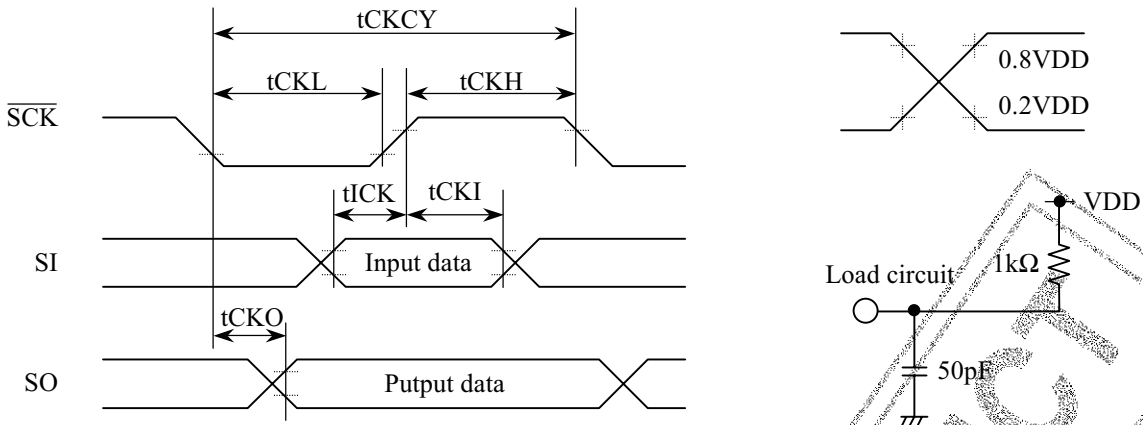 tCKCY
tCKL
tCKH
SCK
tICK
tCKI
SI
Input data
tCKO
SO
Putput data
0.8VDD
0.2VDD
VDD
1kΩ
Load circuit
50pF